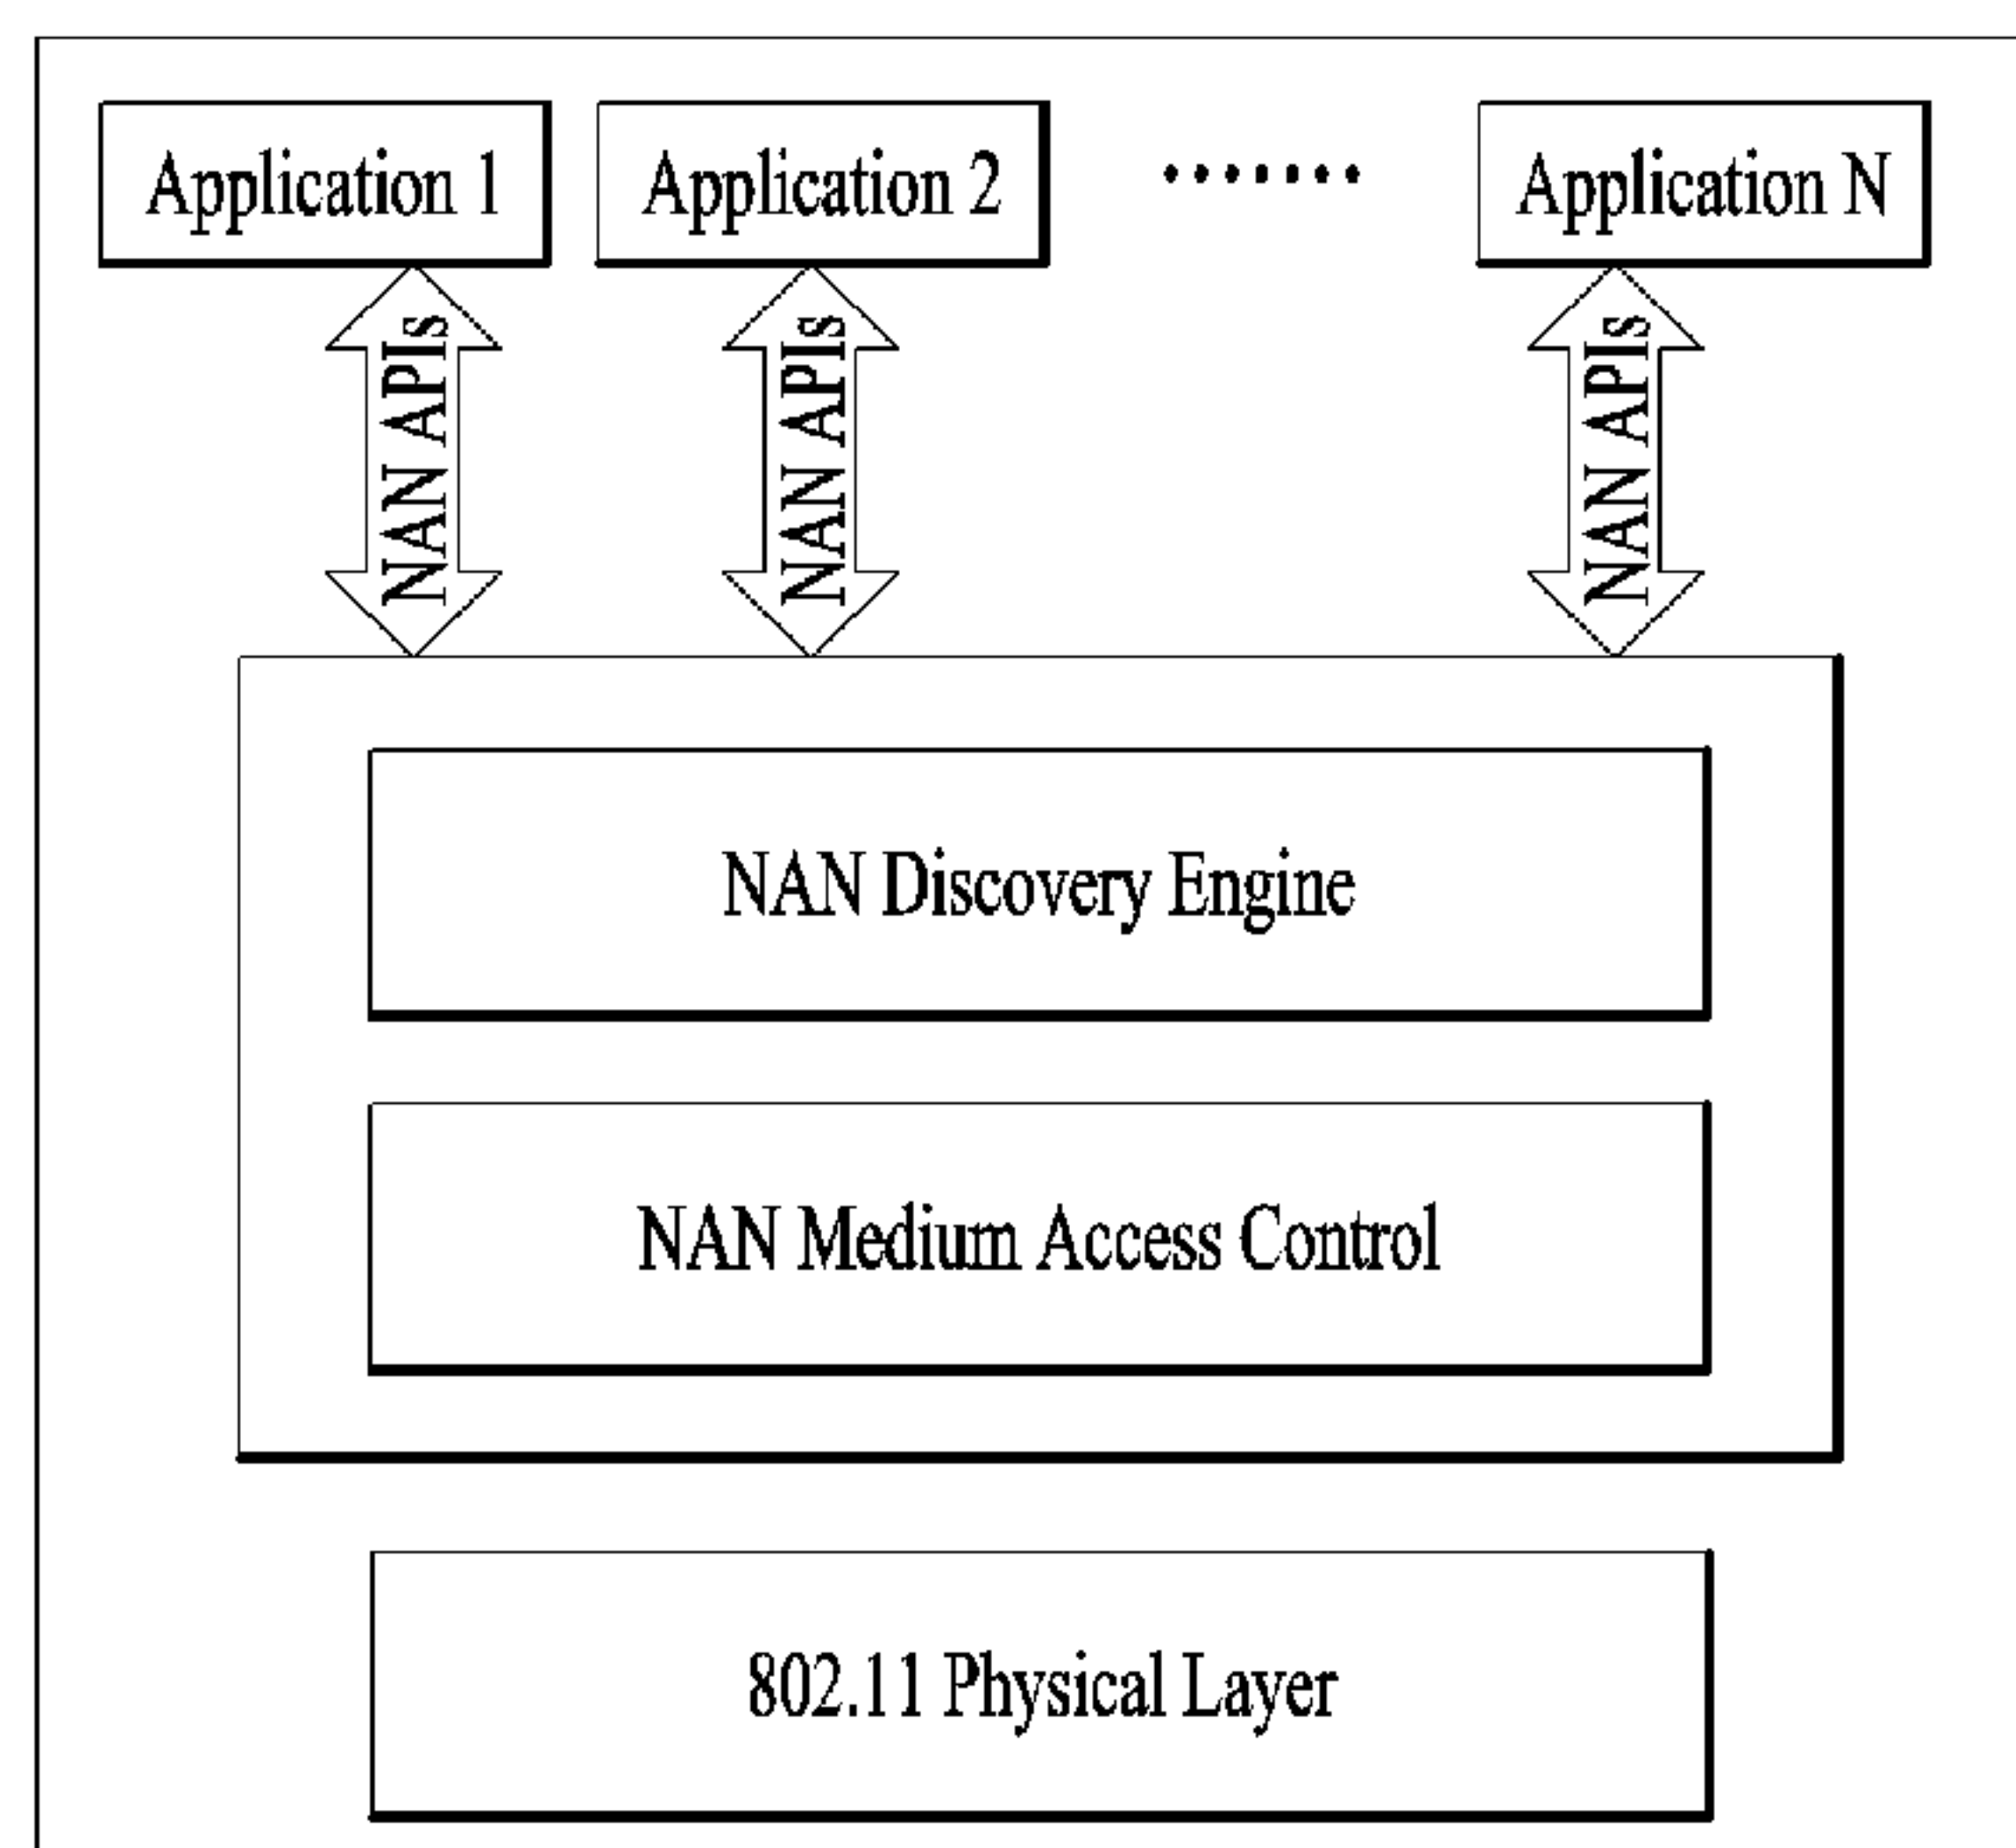 Application 1
Application 2
.......
Application N
NAN APIs
NAN APIs
NAN APIs
NAN Discovery Engine
NAN Medium Access Control
802.11 Physical Layer